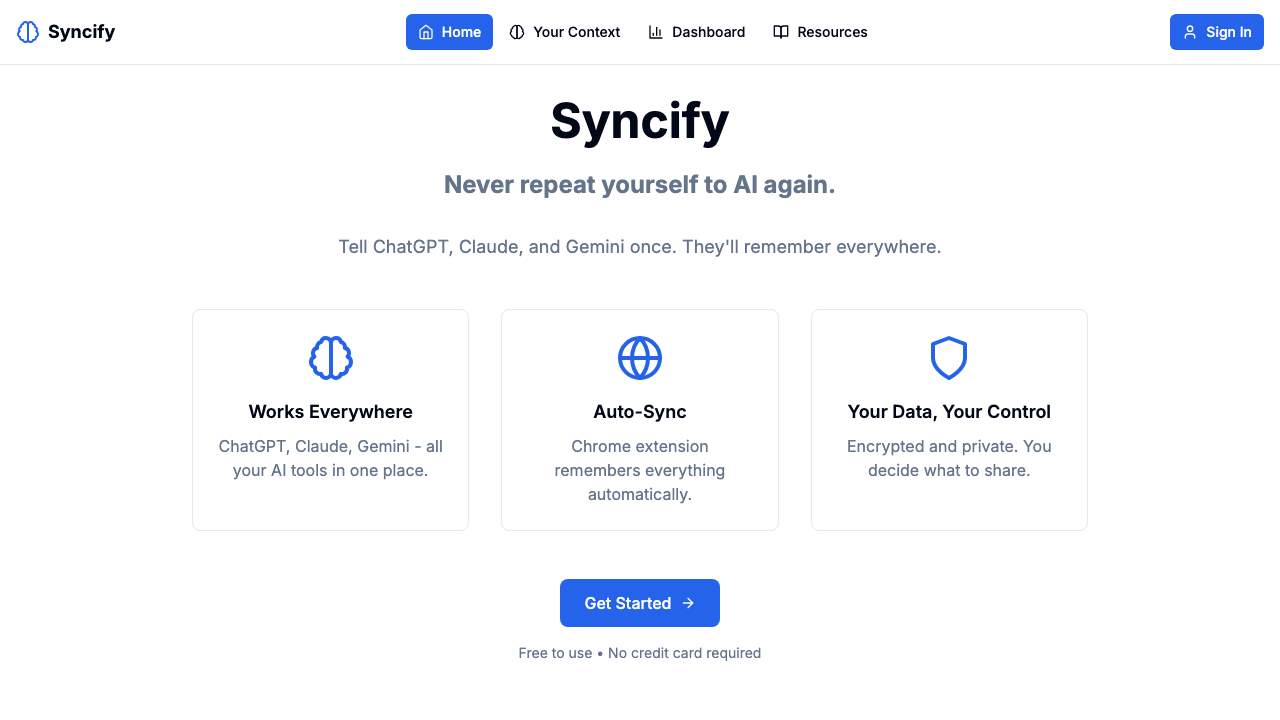 Syncify
Home
Your Context
Dashboard
Resources
Sign In
Syncify
Never repeat yourself to AI again.
Tell ChatGPT, Claude, and Gemini once. They'll remember everywhere.
Works Everywhere
ChatGPT, Claude, Gemini - all
your AI tools in one place.
Auto-Sync
Chrome extension
remembers everything
automatically.
Your Data, Your Control
Encrypted and private. You
decide what to share.
Get Started
Free to use • No credit card required